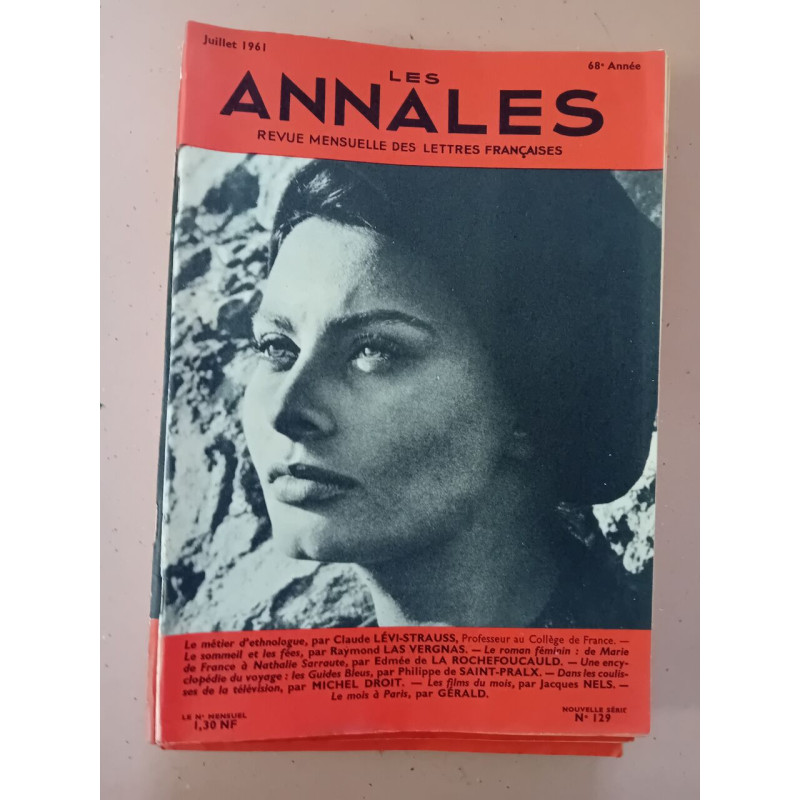 Juillet 1961
68e Année
LES
ANNALES
REVUE MENSUELLE DES LETTRES FRANÇAISES
Le métier d'ethnologue, par Claude LÉVI-STRAUSS, Professeur au Collège de France. —
Le sommeil et les fées, par Raymond LAS VERGNAS. — Le roman féminin : de Marie
de France à Nathalie Sarraute, par Edmée de LA ROCHEFOUCAULD. — Une ency-
clopédie du voyage : les Guides Bleus, par Philippe de SAINT-PRALX. — Dans les coulis-
ses de la télévision, par MICHEL DROIT. — Les films du mois, par Jacques NELS. —
Le mois à Paris, par GÉRALD.
LE No MENSUEL
1,30 NF
NOUVELLE SÉRIE
No 129